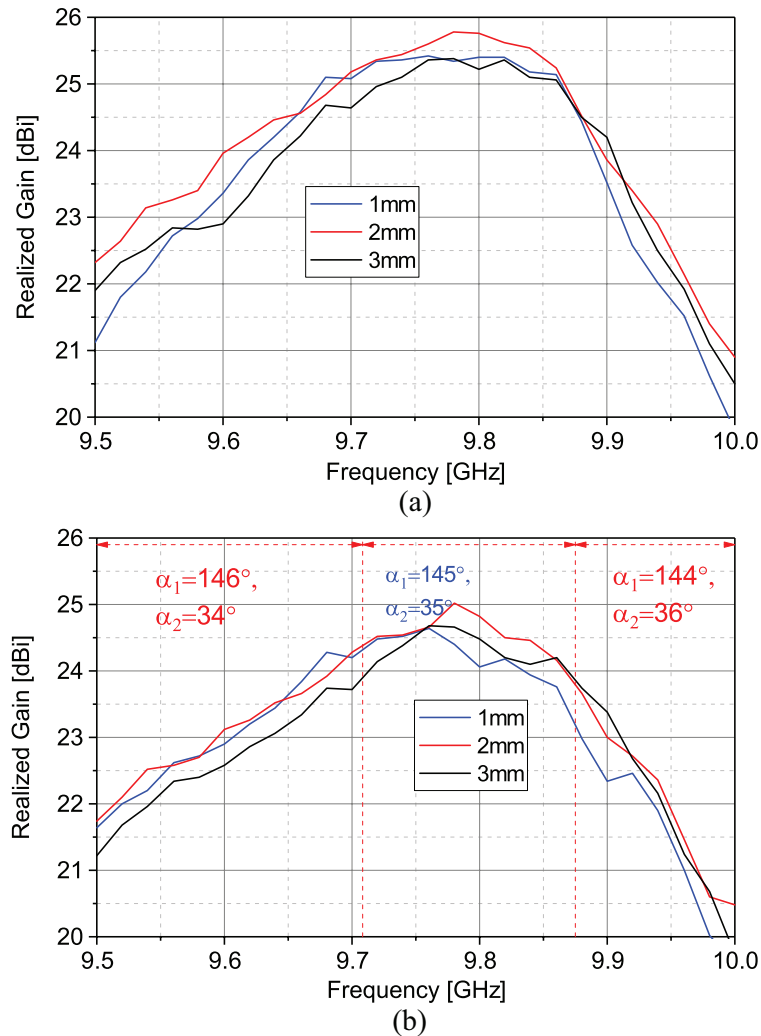 26
25
24
23
22
21
20
Realized Gain [dBi]
1mm
2mm
3mm
9.5 9.6 9.7 9.8 9.9 10.0
Frequency [GHz]
(a)
26
25
24
23
22
21
20
Realized Gain [dBi]
α₁=146°,
α₂=34°
α₁=145°,
α₂=35°
α₁=144°,
α₂=36°
1mm
2mm
3mm
9.5 9.6 9.7 9.8 9.9 10.0
Frequency [GHz]
(b)